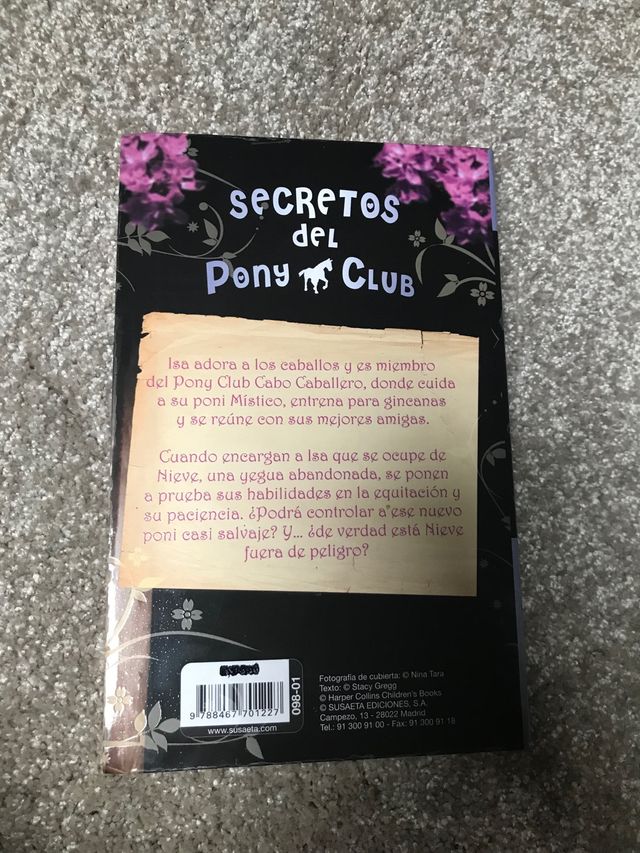 SECRETOS
DEL
PONY CLUB
Isa adora a los caballos y es miembro
del Pony Club Cabo Caballero, donde cuida
a su poni Místico, entrena para gincanas
y se reúne con sus mejores amigas.
Cuando encargan a Isa que se ocupe de
Nieve, una yegua abandonada, se ponen
a prueba sus habilidades en la equitación y
su paciencia. ¿Podrá controlar a ese nuevo
poni casi salvaje? Y... ¿de verdad está Nieve
fuera de peligro?
9 788467 701227
www.susaeta.com
098-01
Fotografía de cubierta: © Nina Tara
Texto: © Stacy Gregg
© Harper Collins Children's Books
© SUSAETA EDICIONES, S.A.
Campezo, 13 - 28022 Madrid
Tel.: 91 300 91 00 - Fax: 91 300 91 18